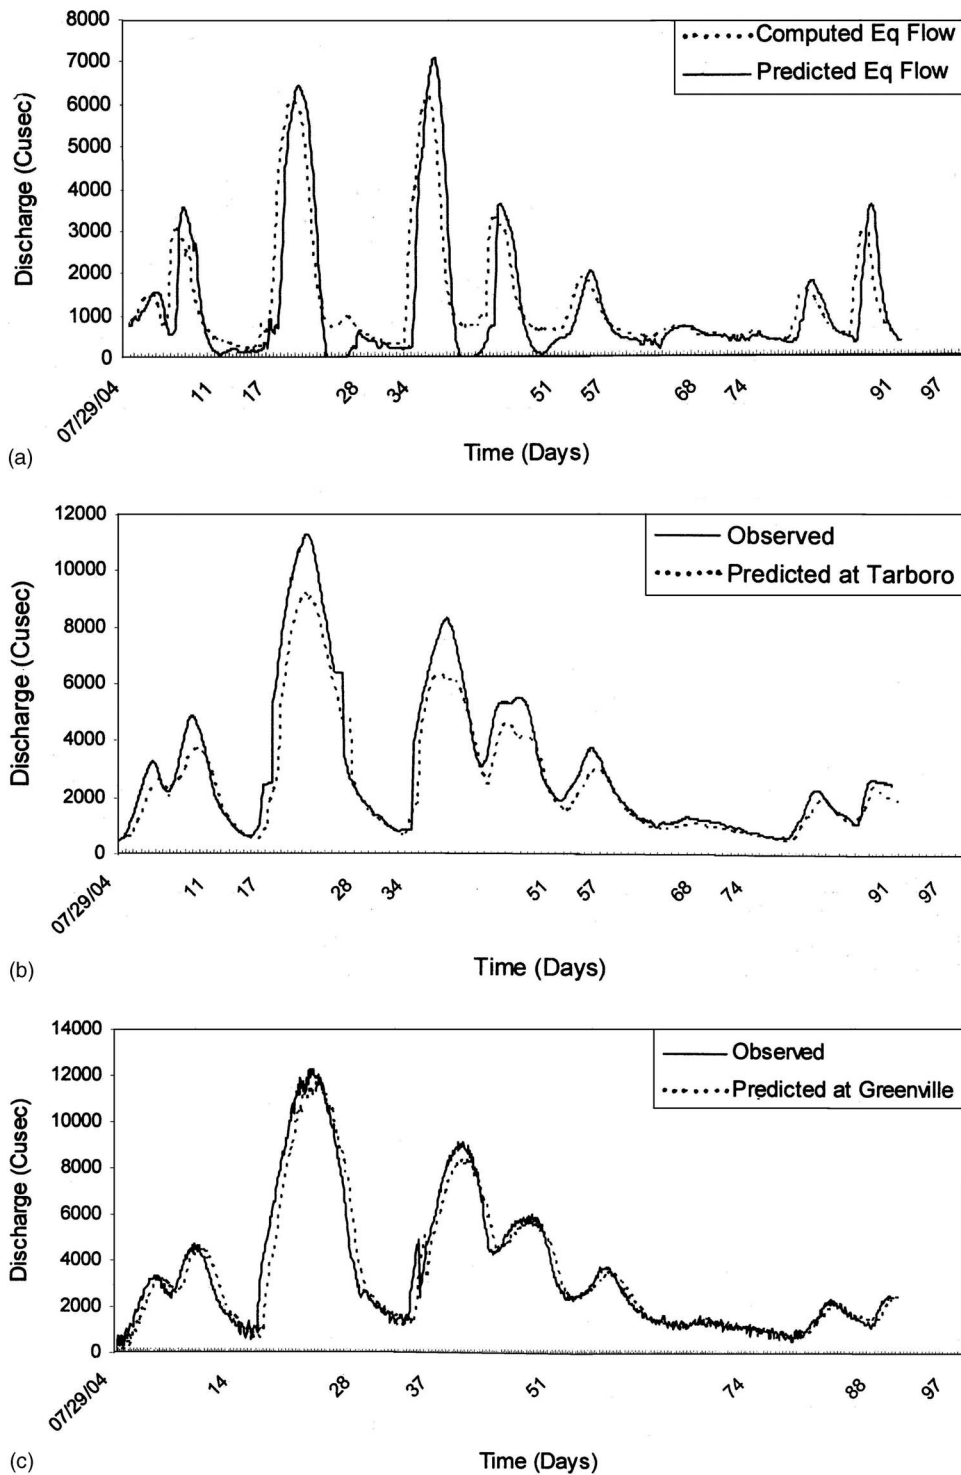 8000
7000
6000
5000
4000
3000
2000
1000
0
Discharge (Cusec)
Computed Eq Flow
Predicted Eq Flow
07/29/04 11 17 28 34 51 57 68 74 91 97
Time (Days)
(a)
12000
10000
8000
6000
4000
2000
0
Discharge (Cusec)
Observed
Predicted at Tarboro
07/29/04 11 17 28 34 51 57 68 74 91 97
Time (Days)
(b)
14000
12000
10000
8000
6000
4000
2000
0
Discharge (Cusec)
Observed
Predicted at Greenville
07/29/04 14 28 37 51 74 88 97
Time (Days)
(c)